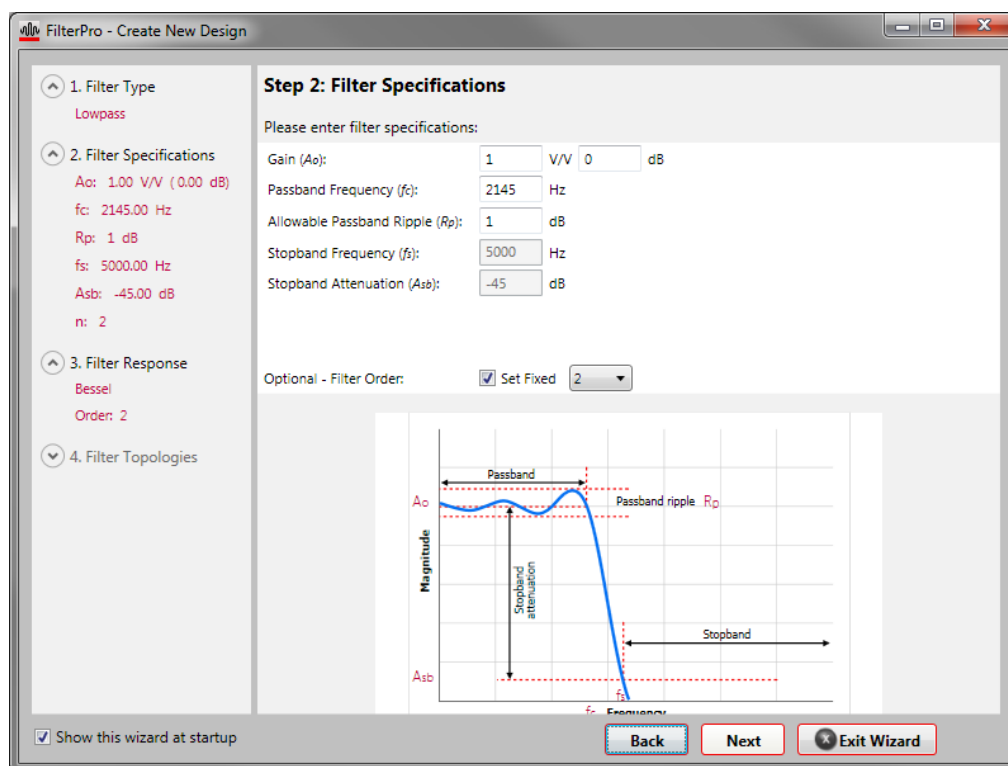 FilterPro - Create New Design
1. Filter Type
Lowpass
2. Filter Specifications
Ao: 1.00 V/V ( 0.00 dB)
fc: 2145.00 Hz
Rp: 1 dB
fs: 5000.00 Hz
Asb: -45.00 dB
n: 2
3. Filter Response
Bessel
Order: 2
4. Filter Topologies
Step 2: Filter Specifications
Please enter filter specifications:
Gain (Ao): 1 V/V 0 dB
Passband Frequency (fc): 2145 Hz
Allowable Passband Ripple (Rp): 1 dB
Stopband Frequency (fs): 5000 Hz
Stopband Attenuation (Asb): -45 dB
Optional - Filter Order: Set Fixed 2
Passband
Ao
Passband ripple Rp
Magnitude
Stopband attenuation
Stopband
Asb
fs
fc Frequency
Show this wizard at startup
Back
Next
Exit Wizard